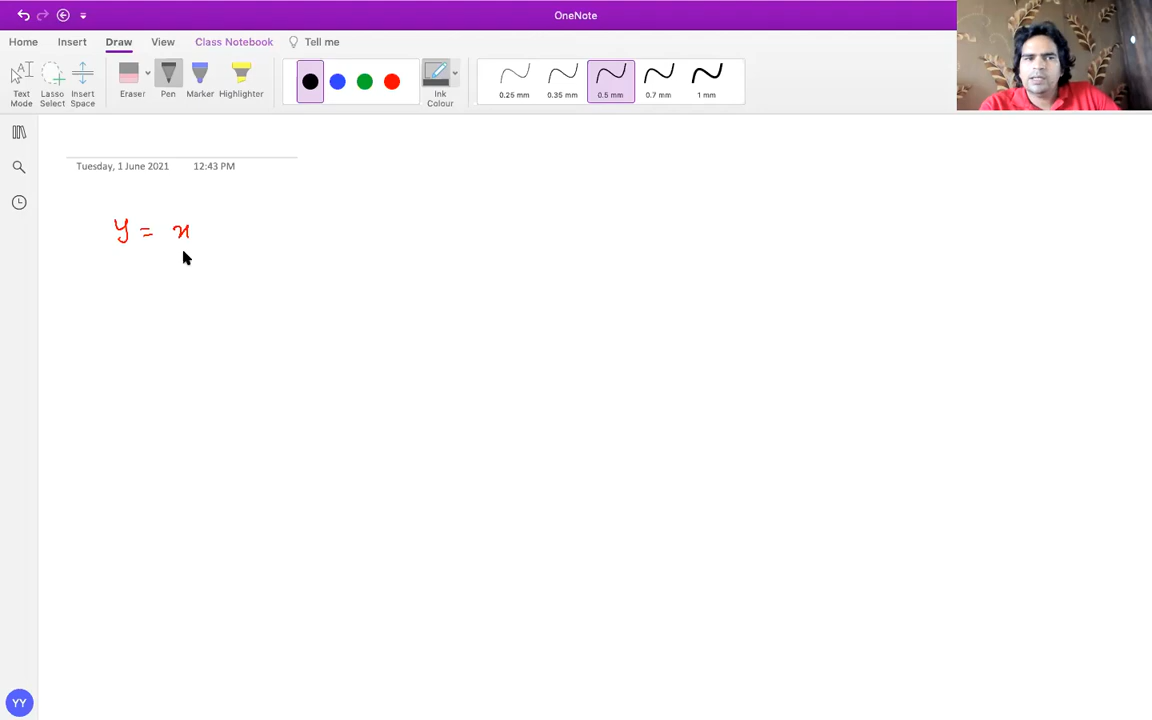 OneNote
Home Insert Draw View Class Notebook Tell me
Text Mode Lasso Select Insert Space Eraser Pen Marker Highlighter Ink Colour 0.25 mm 0.35 mm 0.5 mm 0.7 mm 1 mm
Tuesday, 1 June 2021 12:43 PM
y = x
YY